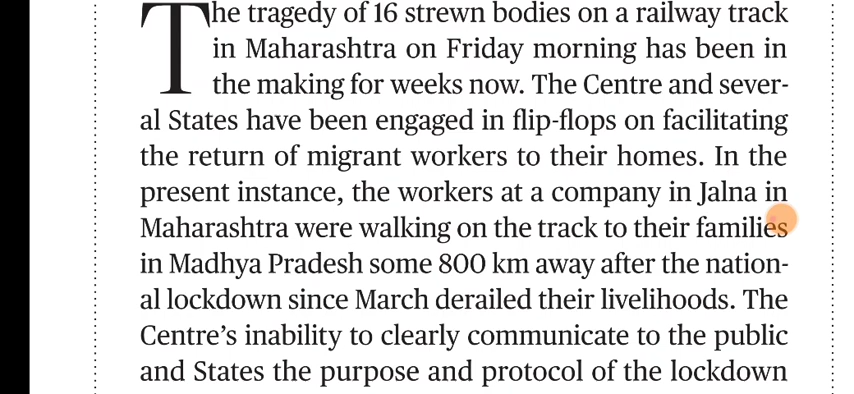 The tragedy of 16 strewn bodies on a railway track
in Maharashtra on Friday morning has been in
the making for weeks now. The Centre and sever-
al States have been engaged in flip-flops on facilitating
the return of migrant workers to their homes. In the
present instance, the workers at a company in Jalna in
Maharashtra were walking on the track to their families
in Madhya Pradesh some 800 km away after the nation-
al lockdown since March derailed their livelihoods. The
Centre’s inability to clearly communicate to the public
and States the purpose and protocol of the lockdown